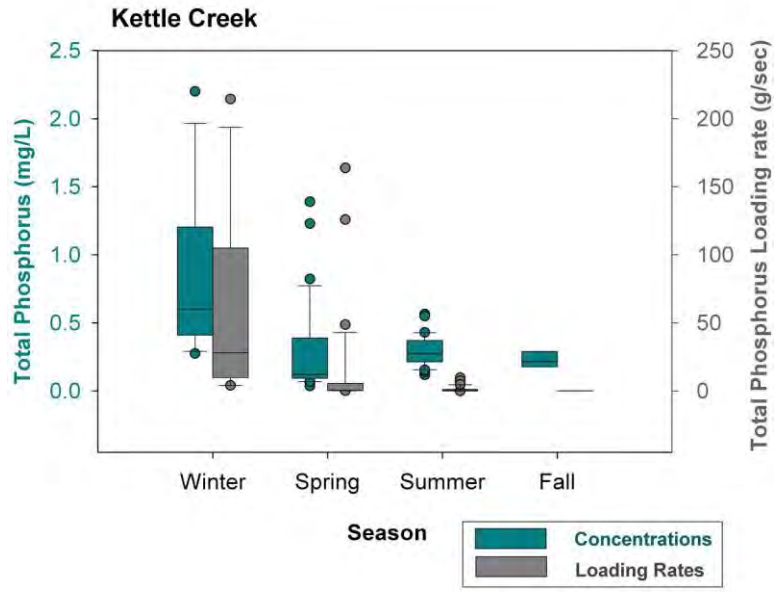 Kettle Creek
Total Phosphorus (mg/L)
2.5
2.0
1.5
1.0
0.5
0.0
250
200
150
100
50
0
Total Phosphorus Loading rate (g/sec)
Winter Spring Summer Fall
Season
Concentrations
Loading Rates